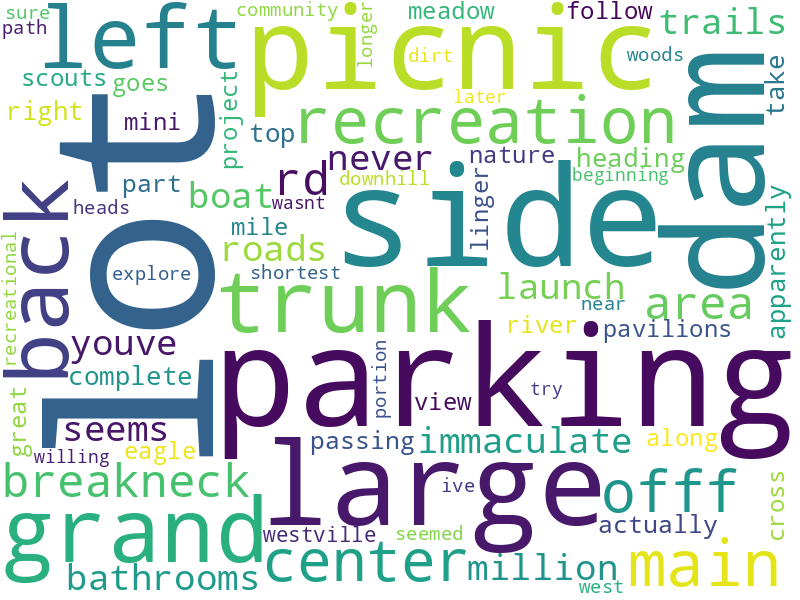 sure
community
longer
meadow
follow
path
left
picnic
dirt
trails
scouts
goes
woods
later
right
mini
project
top
recreation
dam
take
never
nature
heading
part
rd
downhill
beginning
heads
boat
wasnt
linger
lot
side
mile
back
roads
explore
shortest
trunk
launch
near
area
apparently
recreational
river
pavilions
youve
parking
complete
portion
view
try
great
seems
passing
immaculate
along
willing
eagle
breakneck
large
ive
offf
cross
grand
westville
seemed
actually
center
million
main
bathrooms
west